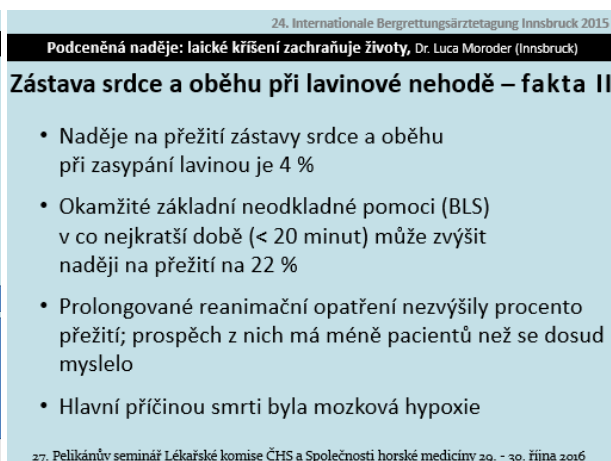 24. Internationale Bergrettungsärztetagung Innsbruck 2015
Podceněná naděje: laické kříšení zachraňuje životy, Dr. Luca Moroder (Innsbruck)
Zástava srdce a oběhu při lavinové nehodě – fakta II
• Naděje na přežití zástavy srdce a oběhu
při zasypání lavinou je 4 %
• Okamžité základní neodkladné pomoci (BLS)
v co nejkratší době (< 20 minut) může zvýšit
naději na přežití na 22 %
• Prolongované reanimační opatření nezvýšily procento
přežití; prospěch z nich má méně pacientů než se dosud
myslelo
• Hlavní příčinou smrti byla mozková hypoxie
27. Pelikánův seminář Lékařské komise ČHS a Společnosti horské medicíny 29. - 30. října 2016